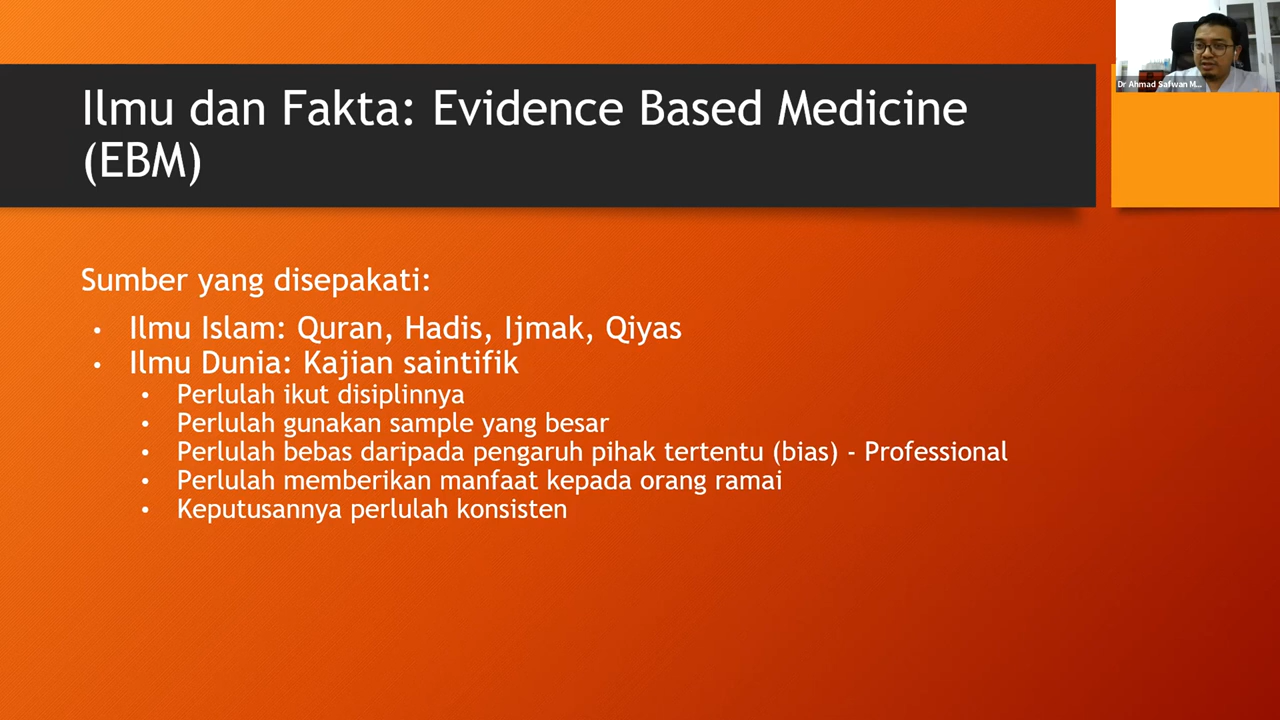 Ilmu dan Fakta: Evidence Based Medicine
(EBM)
Dr Ahmad Safwan M...
Sumber yang disepakati:
• Ilmu Islam: Quran, Hadis, Ijmak, Qiyas
• Ilmu Dunia: Kajian saintifik
• Perlulah ikut disiplinnya
• Perlulah gunakan sample yang besar
• Perlulah bebas daripada pengaruh pihak tertentu (bias) - Professional
• Perlulah memberikan manfaat kepada orang ramai
• Keputusannya perlulah konsisten